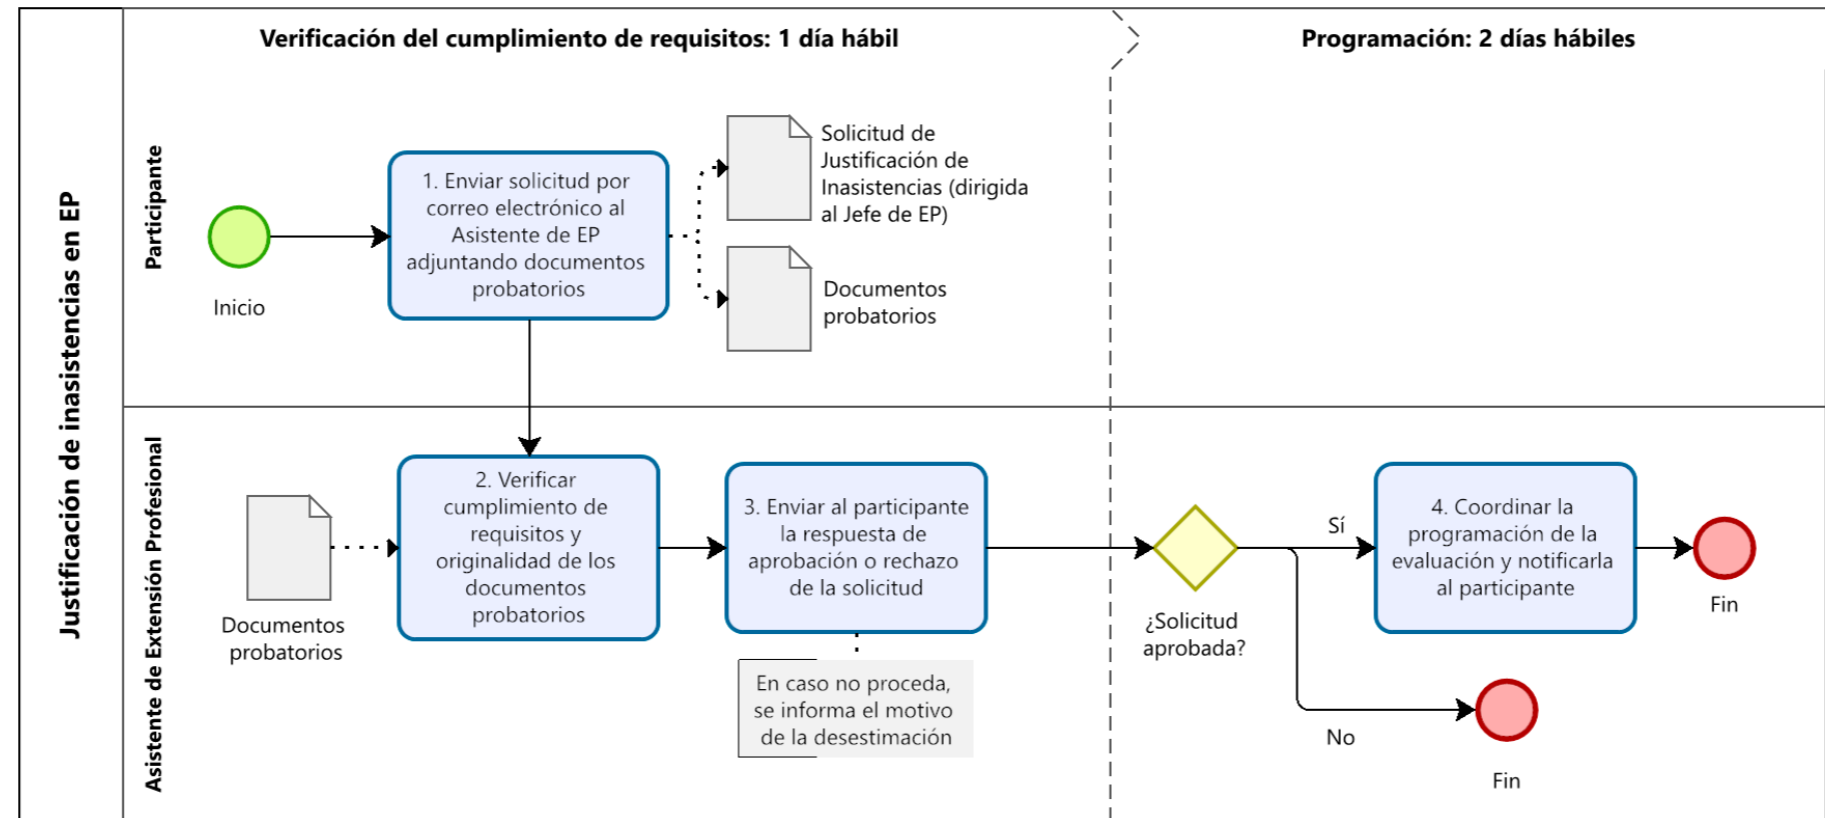 Justificación de inasistencias en EP
Verificación del cumplimiento de requisitos: 1 día hábil
Programación: 2 días hábiles
Participante
Inicio
1. Enviar solicitud por
correo electrónico al
Asistente de EP
adjuntando documentos
probatorios
Solicitud de
Justificación de
Inasistencias (dirigida
al Jefe de EP)
Documentos
probatorios
Asistente de Extensión Profesional
Documentos
probatorios
2. Verificar
cumplimiento de
requisitos y
originalidad de los
documentos
probatorios
3. Enviar al participante
la respuesta de
aprobación o rechazo
de la solicitud
En caso no proceda,
se informa el motivo
de la desestimación
¿Solicitud
aprobada?
Sí
4. Coordinar la
programación de la
evaluación y notificarla
al participante
Fin
No
Fin